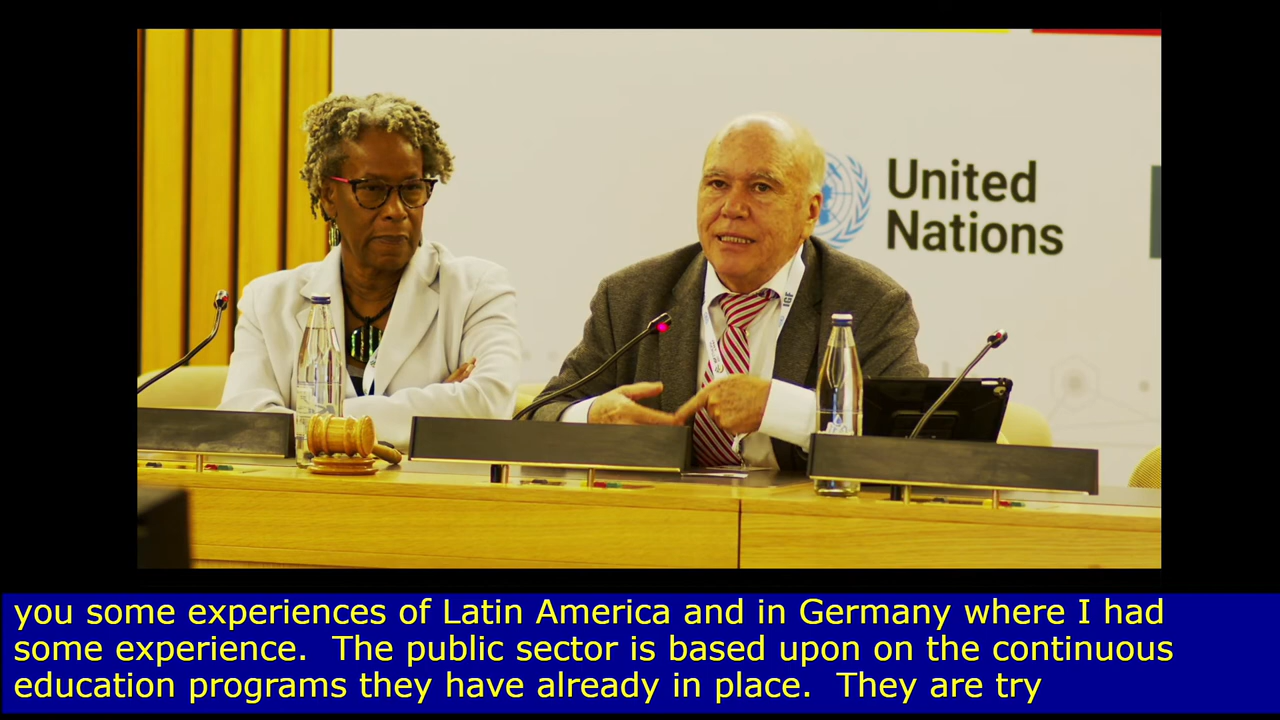 United
Nations
IGF
you some experiences of Latin America and in Germany where I had
some experience.  The public sector is based upon on the continuous
education programs they have already in place.  They are try